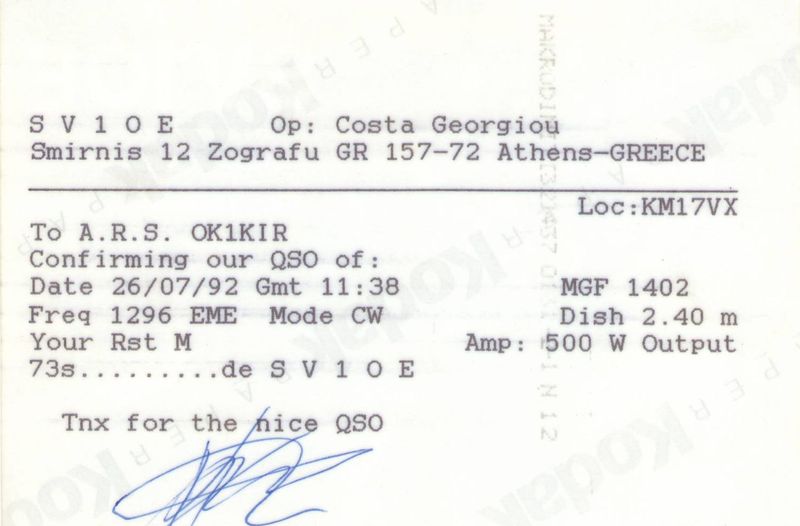 S V 1 O E      Op: Costa Georgiou
Smirnis 12 Zografu GR 157-72 Athens-GREECE
Loc:KM17VX
To A.R.S. OK1KIR
Confirming our QSO of:
Date 26/07/92 Gmt 11:38          MGF 1402
Freq 1296 EME  Mode CW           Dish 2.40 m
Your Rst M                 Amp: 500 W Output
73s.........de S V 1 O E
Tnx for the nice QSO
Kodak
PAPER